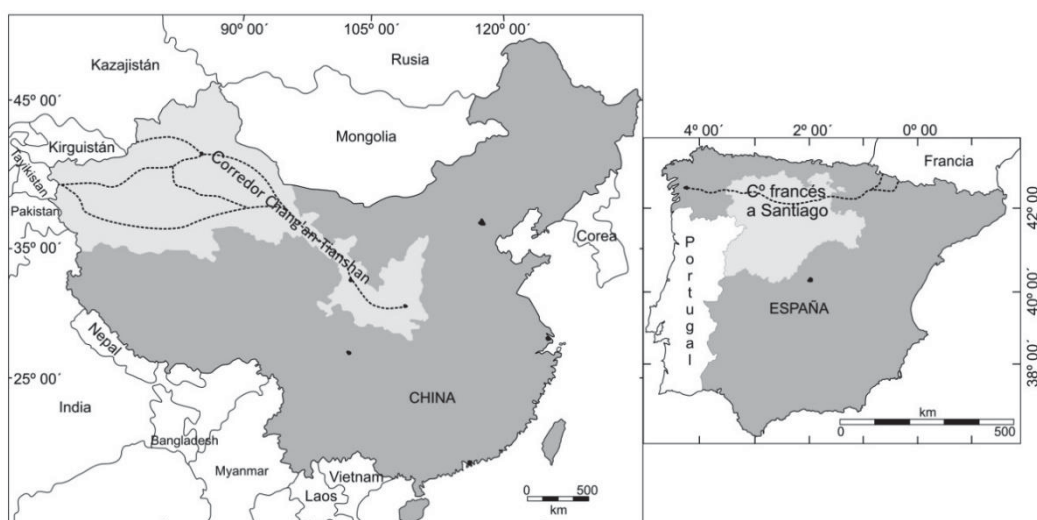 90º 00´
105º 00´
120º 00´
Kazajistán
Rusia
45º 00´
Mongolia
Kirguistán
Tayikistán
Pakistan
Corredor Chang'an-Tianshan
35º 00´
Corea
Nepal
25º 00´
India
CHINA
Bangladesh
Myanmar
Vietnam
Laos
0
500
km
4º 00´
2º 00´
0º 00´
Francia
Cº francés
a Santiago
42º 00´
Portugal
ESPAÑA
40º 00´
38º 00´
km
0
500